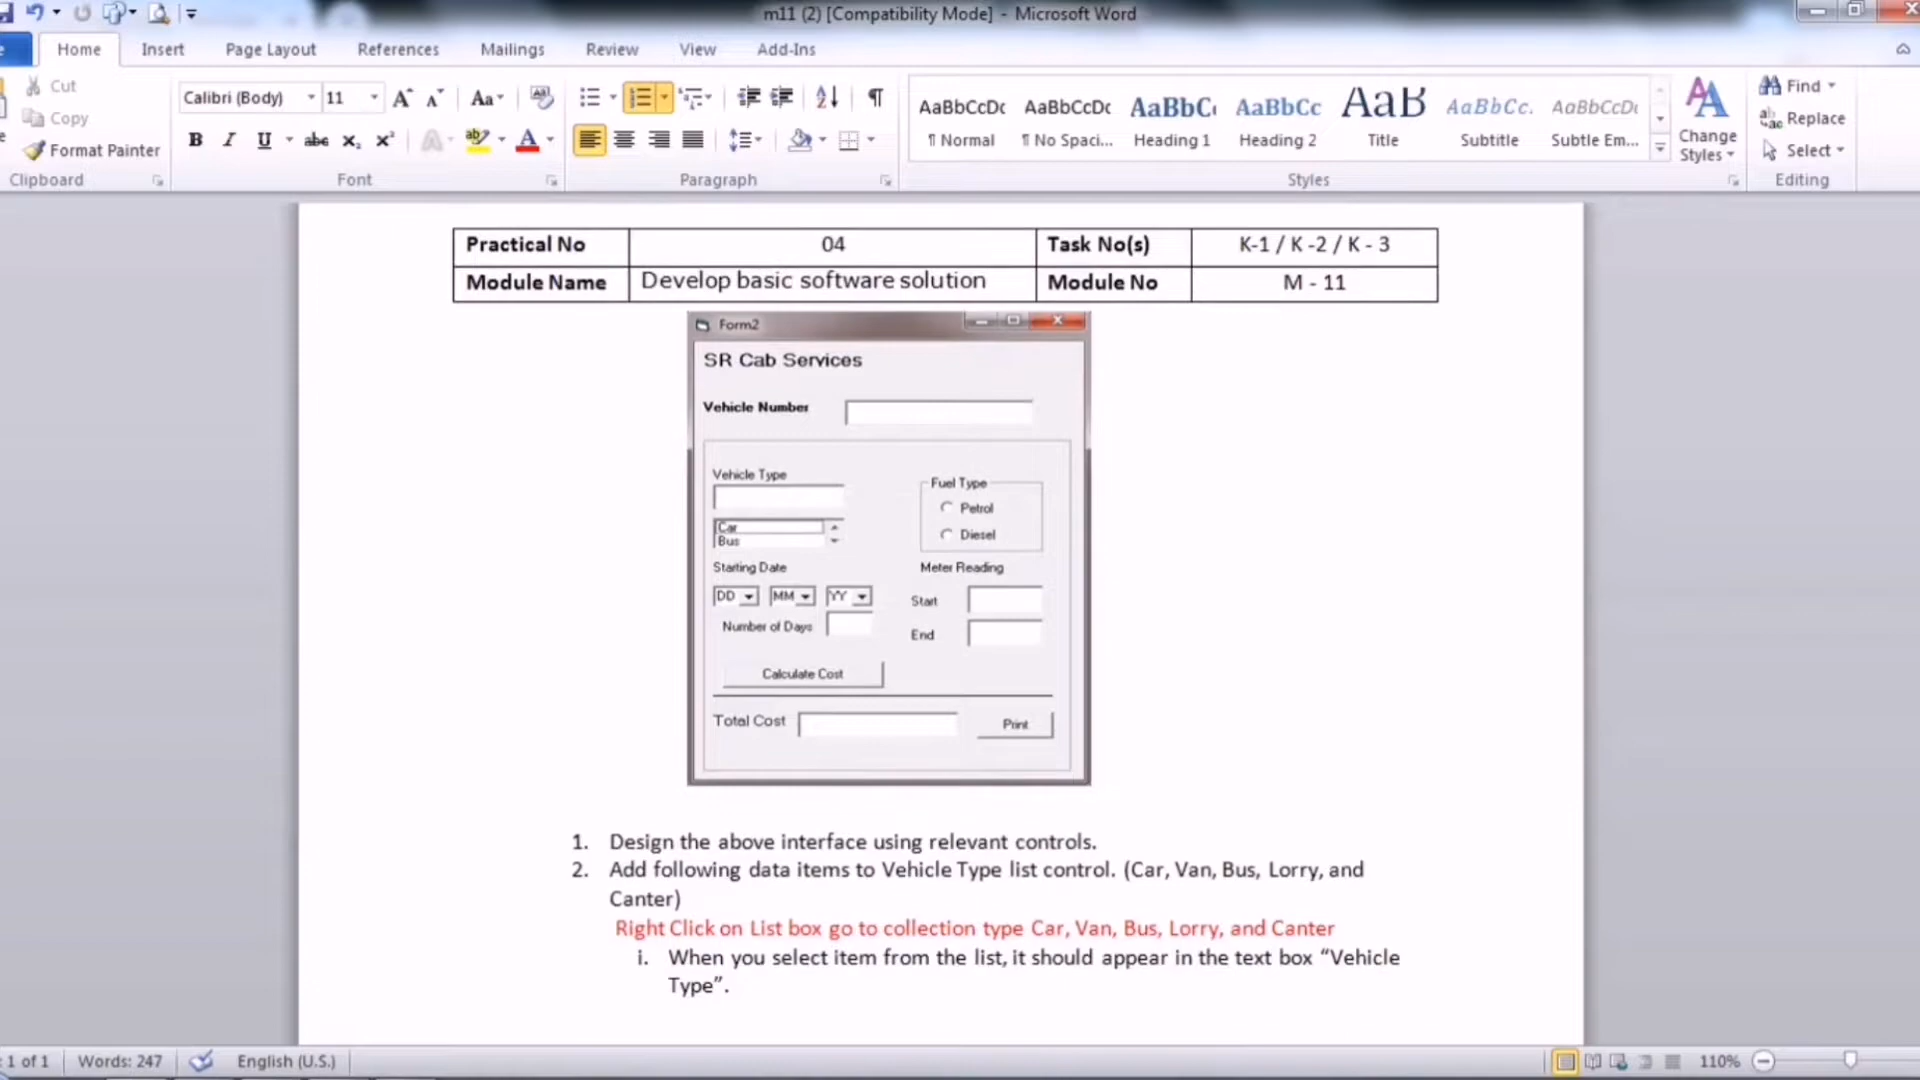 m11 (2) [Compatibility Mode] - Microsoft Word
Home Insert Page Layout References Mailings Review View Add-Ins
Cut
Copy
Format Painter
Clipboard
Calibri (Body) 11
Font
Paragraph
AaBbCcDc AaBbCcDc AaBbC AaBbCc AaB AaBbCc. AaBbCcDc
¶ Normal ¶ No Spaci... Heading 1 Heading 2 Title Subtitle Subtle Em...
Change
Styles
Styles
Find
Replace
Select
Editing
Practical No 04 Task No(s) K-1 / K -2 / K - 3
Module Name Develop basic software solution Module No M - 11
Form2
SR Cab Services
Vehicle Number
Vehicle Type
Fuel Type
Petrol
Car
Bus
Diesel
Starting Date
Meter Reading
DD MM YY
Start
Number of Days
End
Calculate Cost
Total Cost
Print
1. Design the above interface using relevant controls.
2. Add following data items to Vehicle Type list control. (Car, Van, Bus, Lorry, and
Canter)
Right Click on List box go to collection type Car, Van, Bus, Lorry, and Canter
i. When you select item from the list, it should appear in the text box “Vehicle
Type”.
: 1 of 1 Words: 247 English (U.S.) 110%